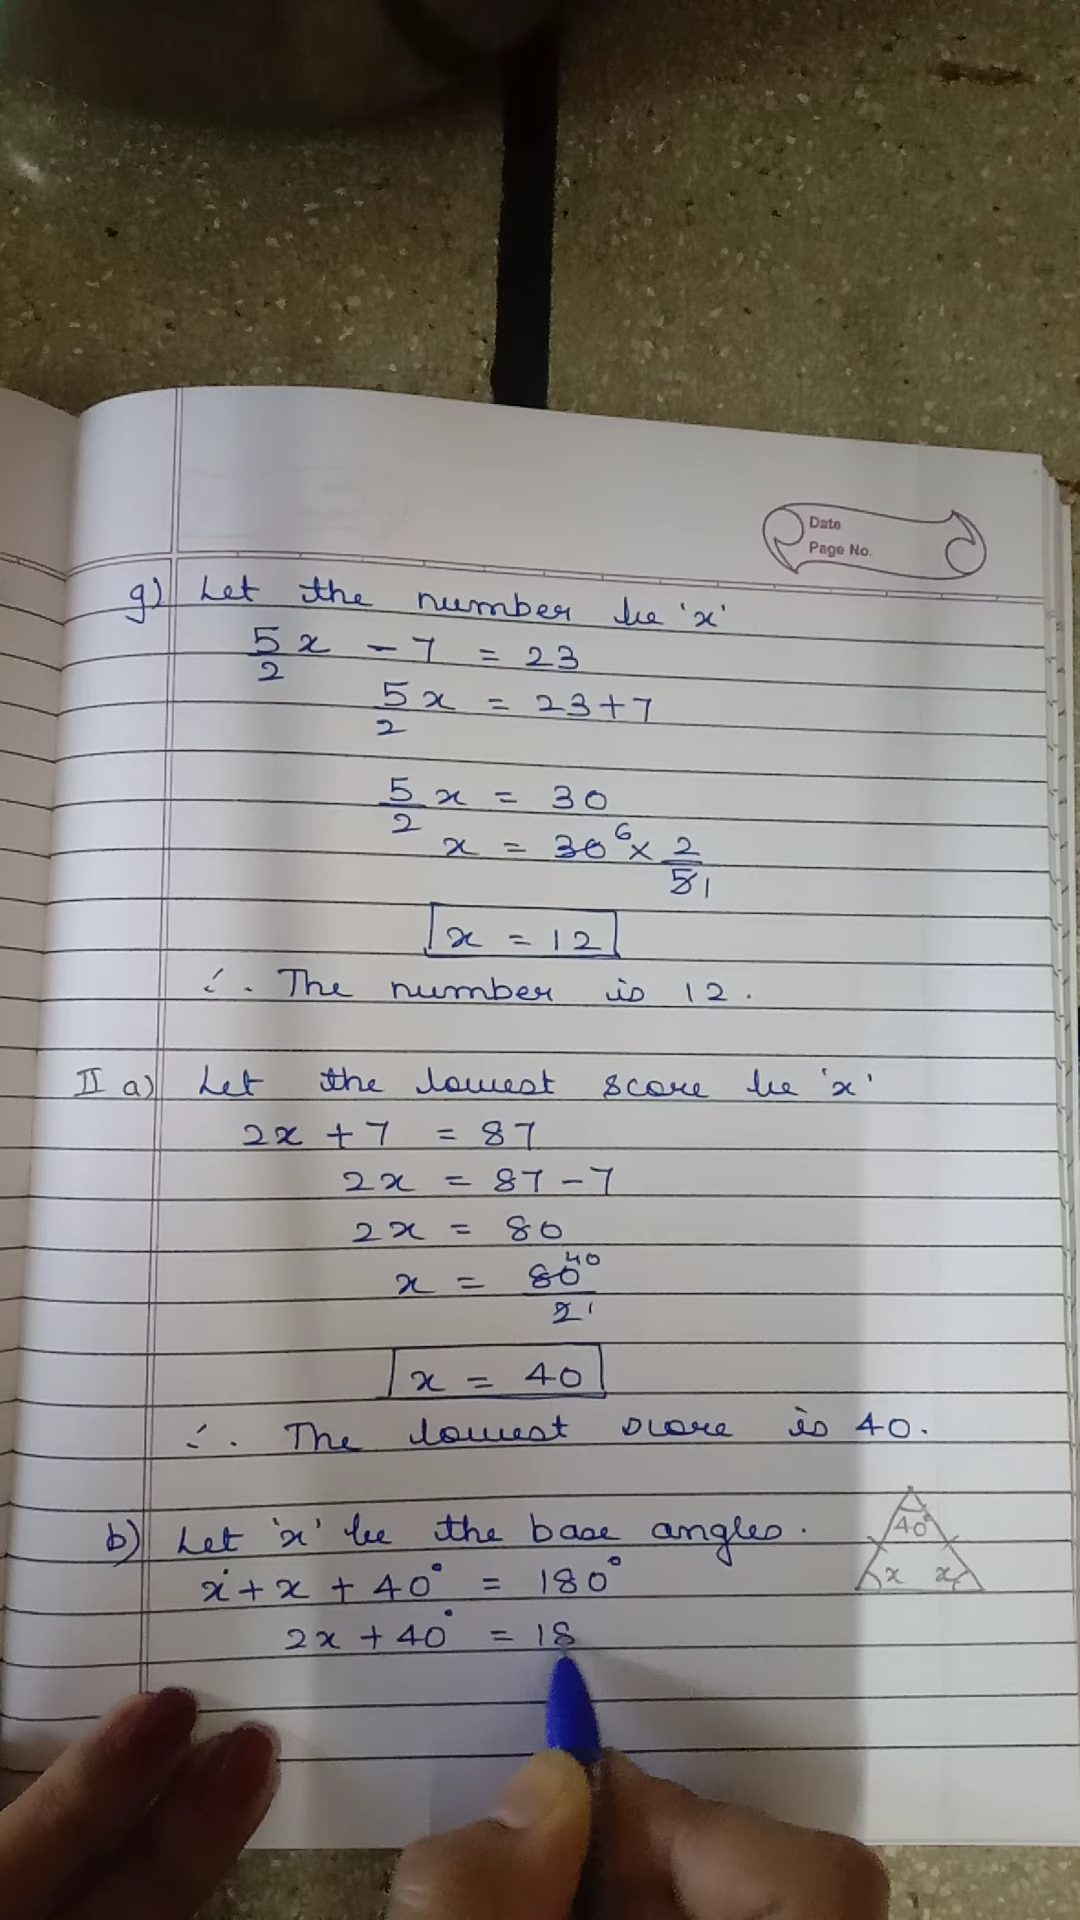 Date
Page No.
g) Let the number be 'x'
5/2 x - 7 = 23
5/2 x = 23+7
5/2 x = 30
x = 30 6 × 2/5 1
x = 12
∴ The number is 12.
II a) Let the lowest score be 'x'
2x + 7 = 87
2x = 87 - 7
2x = 80
x = 80 40 / 2 1
x = 40
∴ The lowest score is 40.
b) Let 'x' be the base angles.
40°
x + x + 40° = 180°
x x
2x + 40° = 18